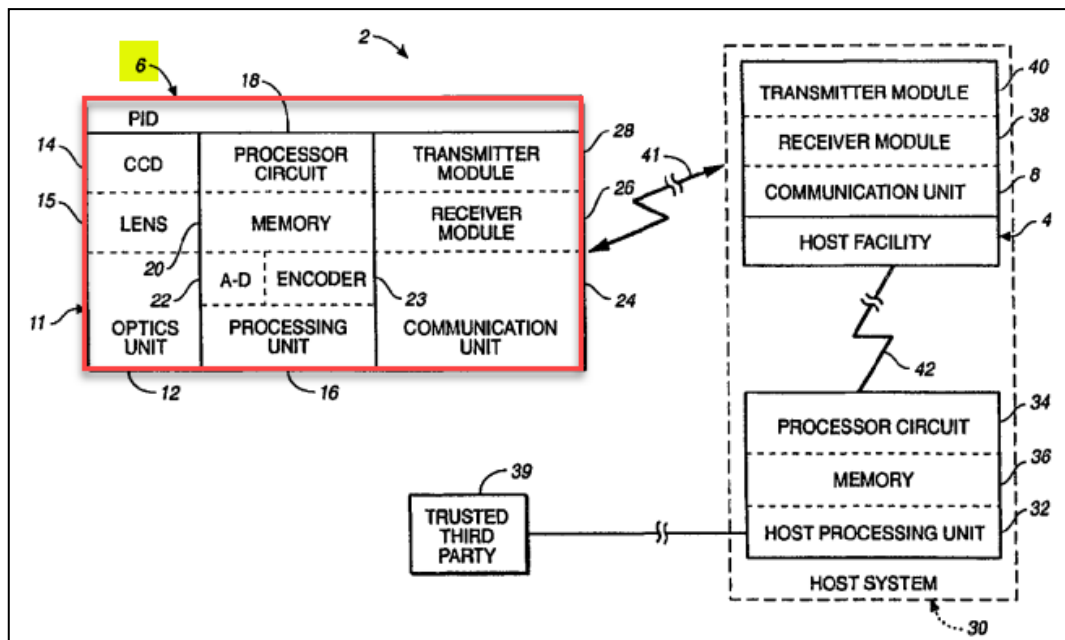 2
6
18
PID
14
CCD
PROCESSOR CIRCUIT
TRANSMITTER MODULE
28
15
LENS
MEMORY
RECEIVER MODULE
26
20
22
A-D
ENCODER
23
24
11
OPTICS UNIT
PROCESSING UNIT
COMMUNICATION UNIT
12
16
41
40
TRANSMITTER MODULE
38
RECEIVER MODULE
COMMUNICATION UNIT
8
HOST FACILITY
4
42
34
PROCESSOR CIRCUIT
36
MEMORY
32
HOST PROCESSING UNIT
39
TRUSTED
THIRD
PARTY
HOST SYSTEM
30